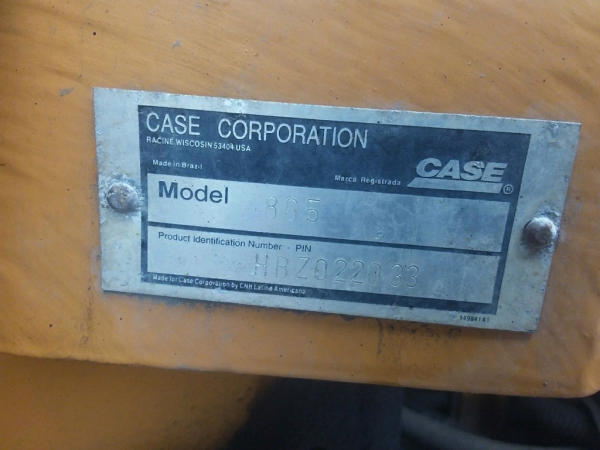 CASE CORPORATION
RACINE, WISCOSIN 53404 USA
Made in Brazil
Marca Registrada
CASE ®
Model
Product Identification Number - PIN
Made for Case Corporation by CNH Latino Americana